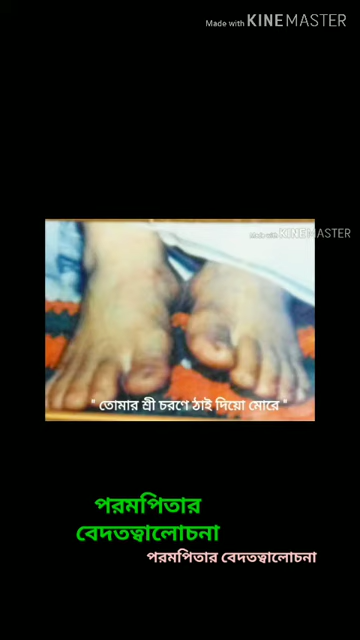 Made with KINEMASTER
Made with KINEMASTER
" তোমার শ্রী চরণে ঠাই দিয়ো মোরে "
পরমপিতার
বেদতত্বালোচনা
পরমপিতার বেদতত্বালোচনা